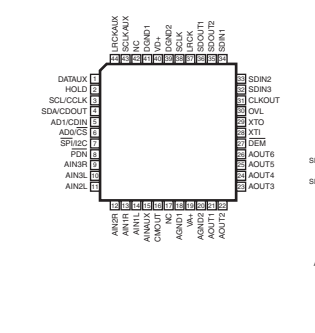 LRCKAUX
SCLKAUX
NC
DGND1
VD+
DGND2
SCLK
LRCK
SDOUT1
SDOUT2
SDIN1
44 43 42 41 40 39 38 37 36 35 34
DATAUX 1
HOLD 2
SCL/CCLK 3
SDA/CDOUT 4
AD1/CDIN 5
AD0/CS 6
SPI/I2C 7
PDN 8
AIN3R 9
AIN3L 10
AIN2L 11
33 SDIN2
32 SDIN3
31 CLKOUT
30 OVL
29 XTO
28 XTI
27 DEM
26 AOUT6
25 AOUT5
24 AOUT4
23 AOUT3
12 13 14 15 16 17 18 19 20 21 22
AIN2R
AIN1R
AIN1L
AINAUX
CMOUT
NC
AGND1
VA+
AGND2
AOUT1
AOUT2